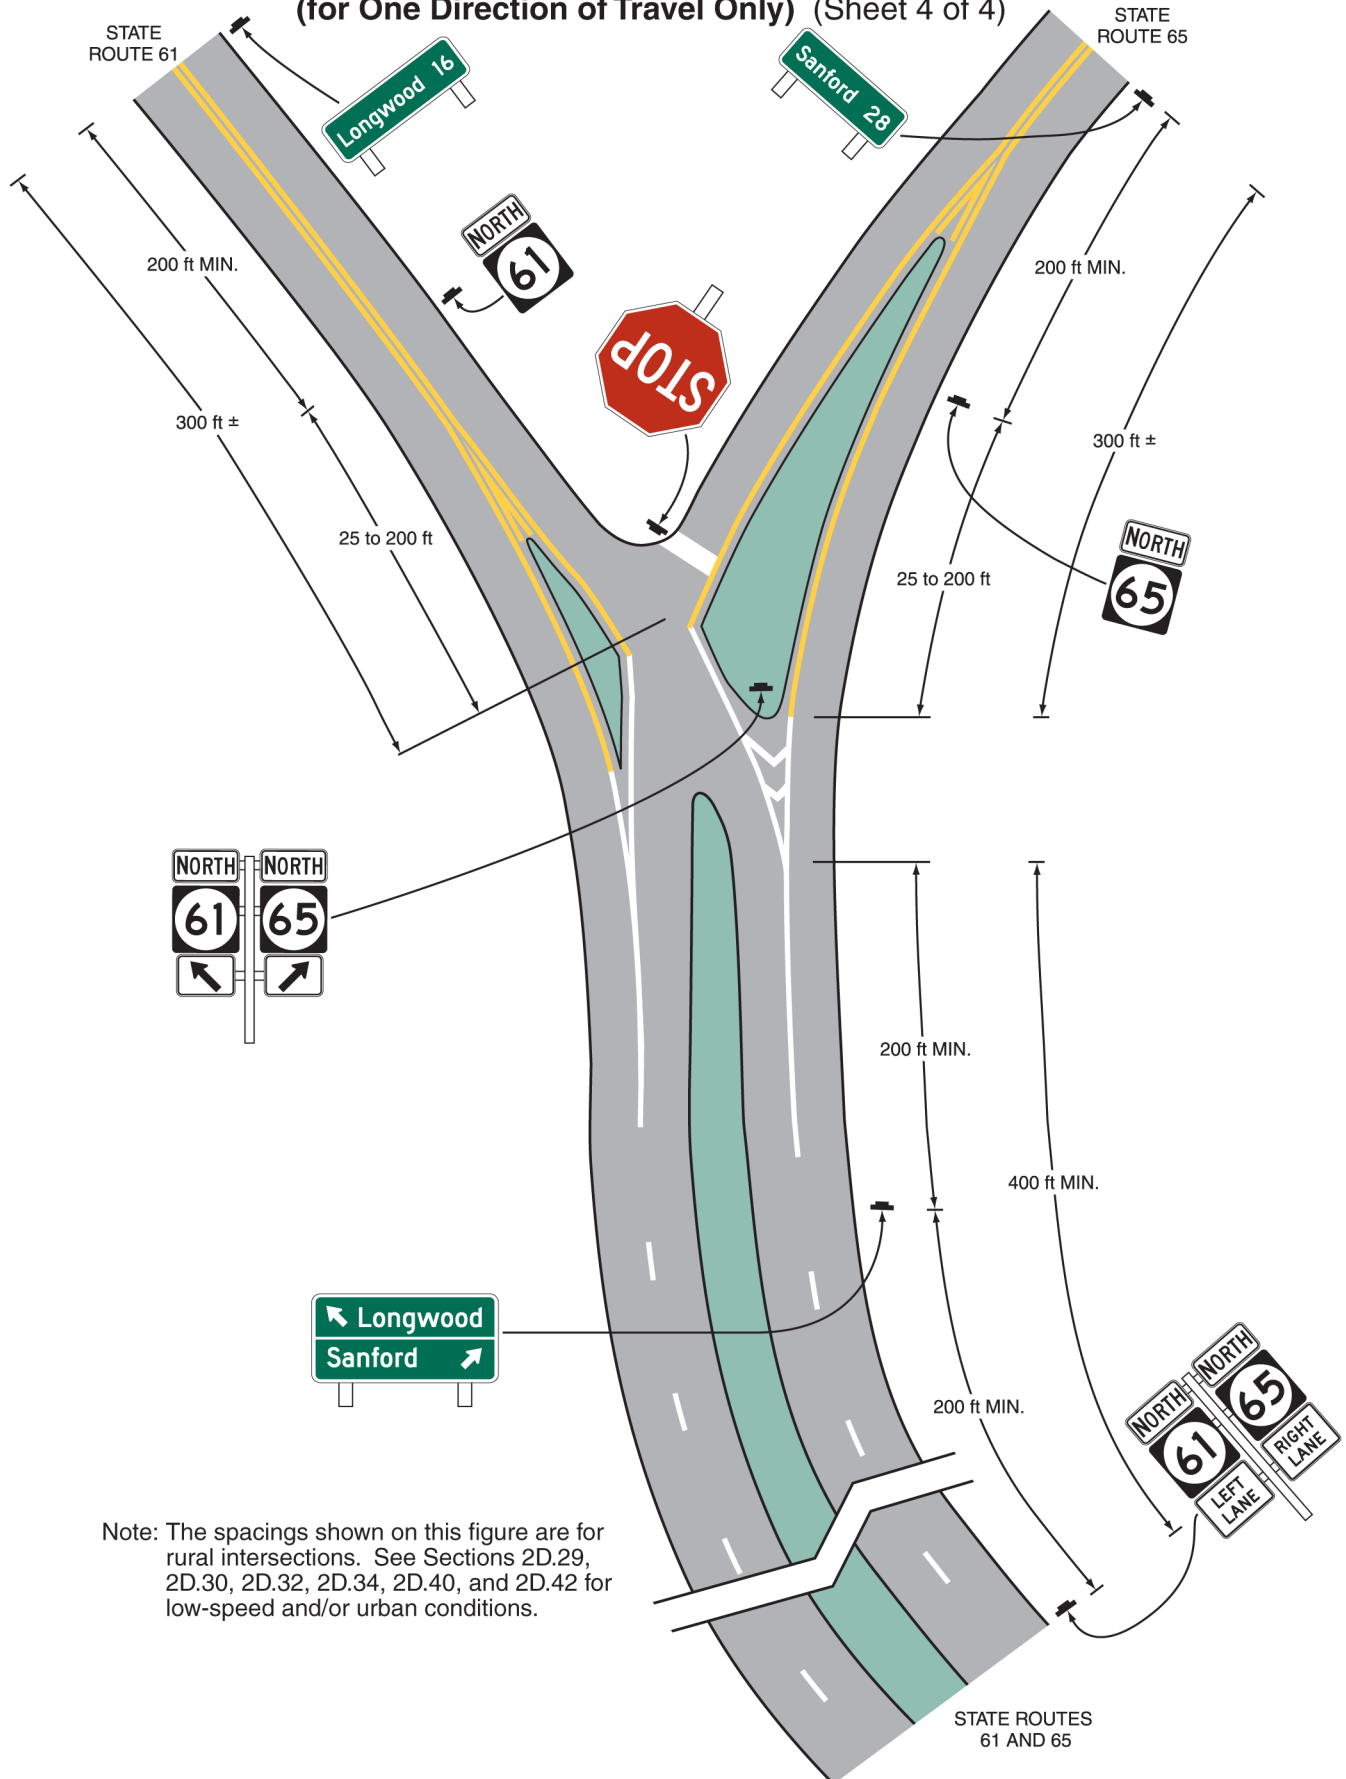 (for One Direction of Travel Only) (Sheet 4 of 4)
STATE
ROUTE 61
STATE
ROUTE 65
Longwood 16
Sanford 28
NORTH
61
200 ft MIN.
200 ft MIN.
STOP
300 ft ±
300 ft ±
25 to 200 ft
25 to 200 ft
NORTH
65
NORTH NORTH
61 65
200 ft MIN.
400 ft MIN.
Longwood
Sanford
200 ft MIN.
NORTH
65
RIGHT
LANE
NORTH
61
LEFT
LANE
Note: The spacings shown on this figure are for
rural intersections. See Sections 2D.29,
2D.30, 2D.32, 2D.34, 2D.40, and 2D.42 for
low-speed and/or urban conditions.
STATE ROUTES
61 AND 65